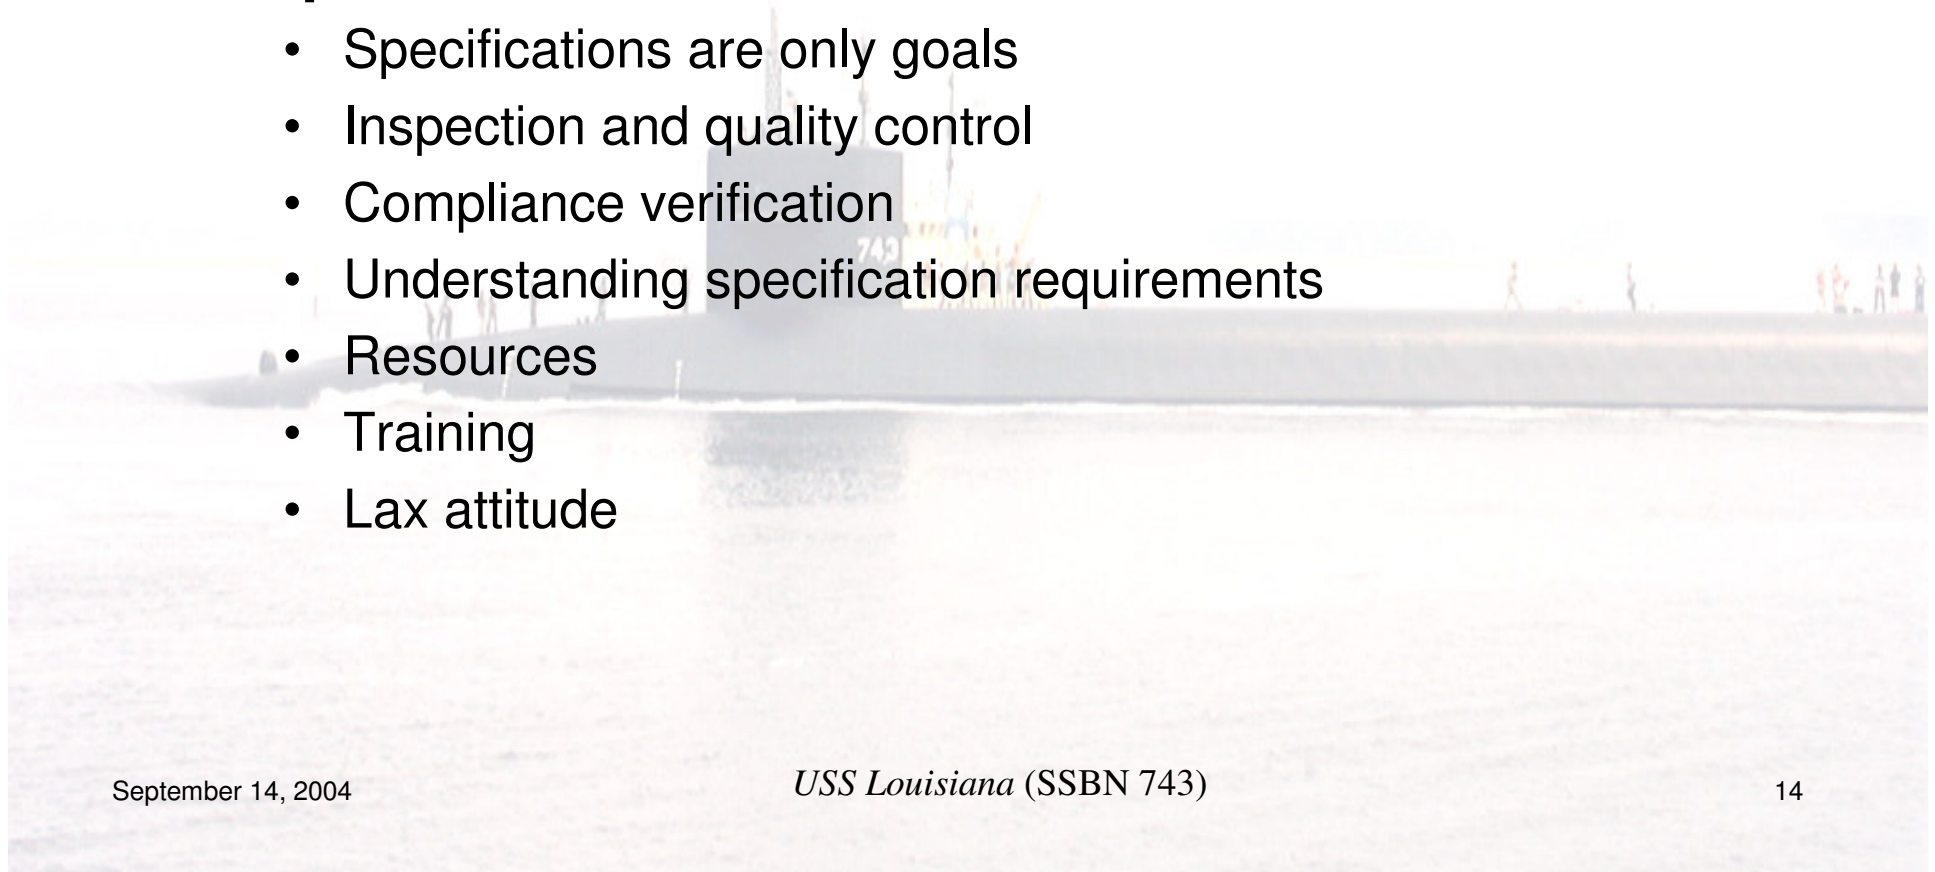 • Specifications are only goals
• Inspection and quality control
• Compliance verification
• Understanding specification requirements
• Resources
• Training
• Lax attitude
743
September 14, 2004 USS Louisiana (SSBN 743) 14